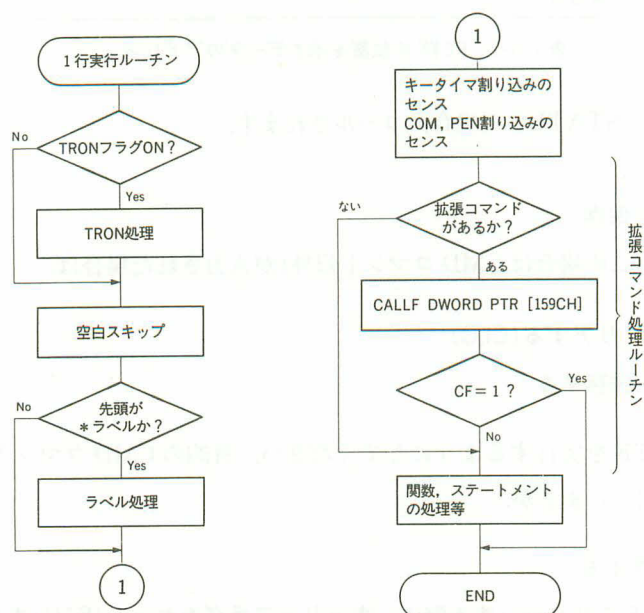 1行実行ルーチン
No
TRONフラグON?
Yes
TRON処理
空白スキップ
No
先頭が
*ラベルか?
Yes
ラベル処理
1
1
キータイマ割り込みの
センス
COM, PEN割り込みの
センス
ない
拡張コマンド
があるか?
ある
CALLF DWORD PTR [159CH]
CF=1?
Yes
No
関数, ステートメント
の処理等
END
拡張コマンド処理ルーチン